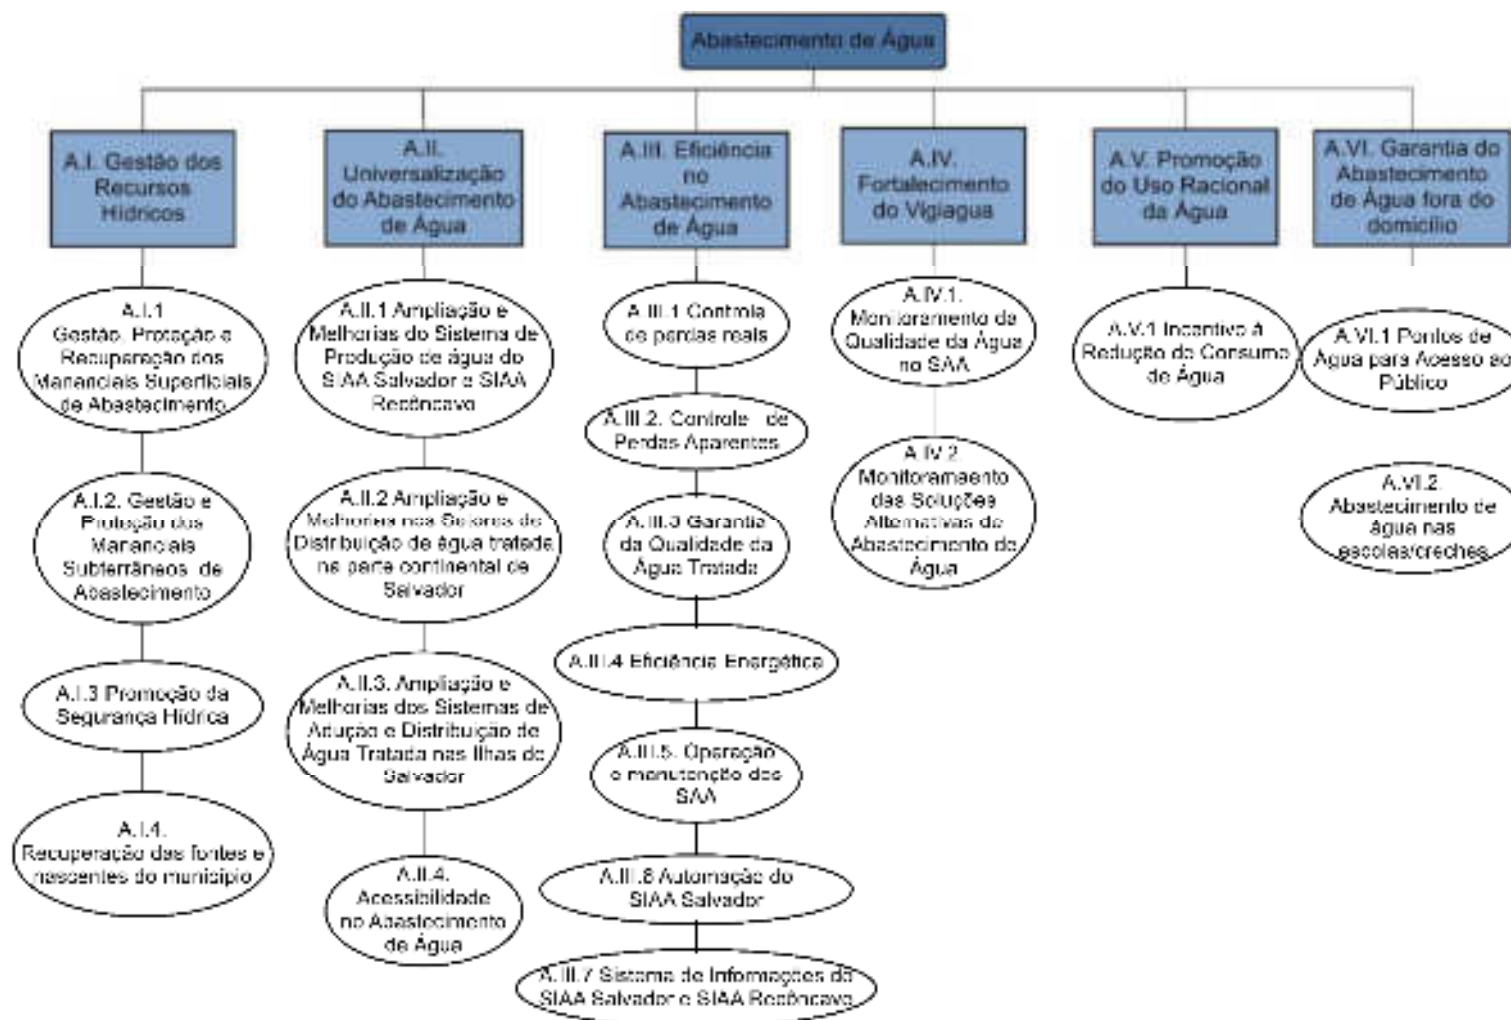 Abastecimento de Água
A.I. Gestão dos
Recursos
Hídricos
A.II.
Universalização
do Abastecimento
de Água
A.III. Eficiência
no
Abastecimento
de Água
A.IV.
Fortalecimento
do Vigiagua
A.V. Promoção
do Uso Racional
da Água
A.VI. Garantia do
Abastecimento
de Água fora do
domicílio
A.I.1
Gestão, Proteção e
Recuperação dos
Mananciais Superficiais
de Abastecimento
A.I.2. Gestão e
Proteção dos
Mananciais
Subterrâneos de
Abastecimento
A.I.3 Promoção da
Segurança Hídrica
A.I.4.
Recuperação das fontes e
nascentes do município
A.II.1 Ampliação e
Melhorias do Sistema de
Produção de água do
SIAA Salvador e SIAA
Recôncavo
A.II.2 Ampliação e
Melhorias nos Setores de
Distribuição de água tratada
na parte continental de
Salvador
A.II.3. Ampliação e
Melhorias dos Sistemas de
Adução e Distribuição de
Água Tratada nas Ilhas de
Salvador
A.II.4.
Acessibilidade
no Abastecimento
de Água
A.III.1 Controle
de perdas reais
A.III.2. Controle de
Perdas Aparentes
A.III.3 Garantia
da Qualidade da
Água Tratada
A.III.4 Eficiência Energética
A.III.5. Operação
e manutenção dos
SAA
A.III.6 Automação do
SIAA Salvador
A.III.7 Sistema de Informações do
SIAA Salvador e SIAA Recôncavo
A.IV.1.
Monitoramento da
Qualidade da Água
no SAA
A.IV.2.
Monitoramaento
das Soluções
Alternativas de
Abastecimento de
Água
A.V.1 Incentivo à
Redução do Consumo
de Água
A.VI.1 Pontos de
Água para Acesso ao
Público
A.VI.2.
Abastecimento de
água nas
escolas/creches